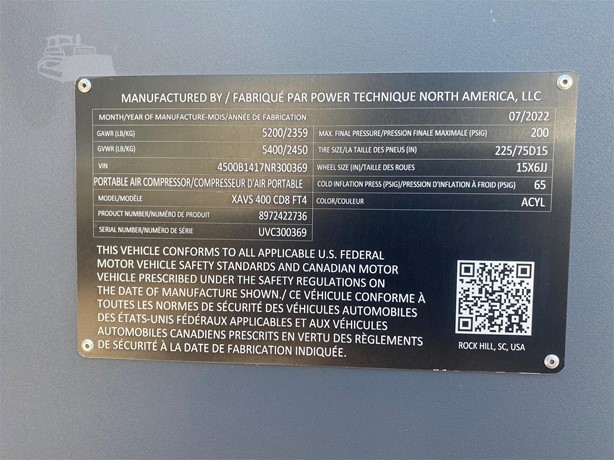 MANUFACTURED BY / FABRIQUÉ PAR POWER TECHNIQUE NORTH AMERICA, LLC
MONTH/YEAR OF MANUFACTURE-MOIS/ANNÉE DE FABRICATION 07/2022
GAWR (LB/KG) 5200/2359 MAX. FINAL PRESSURE/PRESSION FINALE MAXIMALE (PSIG) 200
GVWR (LB/KG) 5400/2450 TIRE SIZE/LA TAILLE DES PNEUS (IN) 225/75D15
VIN 4500B1417NR300369 WHEEL SIZE (IN)/TAILLE DES ROUES 15X6JJ
PORTABLE AIR COMPRESSOR/COMPRESSEUR D'AIR PORTABLE COLD INFLATION PRESS (PSIG)/PRESSION D'INFLATION À FROID (PSIG) 65
MODEL/MODÈLE XAVS 400 CD8 FT4 COLOR/COULEUR ACYL
PRODUCT NUMBER/NUMÉRO DE PRODUIT 8972422736
SERIAL NUMBER/NUMÉRO DE SÉRIE UVC300369
THIS VEHICLE CONFORMS TO ALL APPLICABLE U.S. FEDERAL
MOTOR VEHICLE SAFETY STANDARDS AND CANADIAN MOTOR
VEHICLE PRESCRIBED UNDER THE SAFETY REGULATIONS ON
THE DATE OF MANUFACTURE SHOWN./ CE VÉHICULE CONFORME À
TOUTES LES NORMES DE SÉCURITÉ DES VÉHICULES AUTOMOBILES
DES ÉTATS-UNIS FÉDÉRAUX APPLICABLES ET AUX VÉHICULES
AUTOMOBILES CANADIENS PRESCRITS EN VERTU DES RÈGLEMENTS
DE SÉCURITÉ À LA DATE DE FABRICATION INDIQUÉE.
ROCK HILL, SC, USA